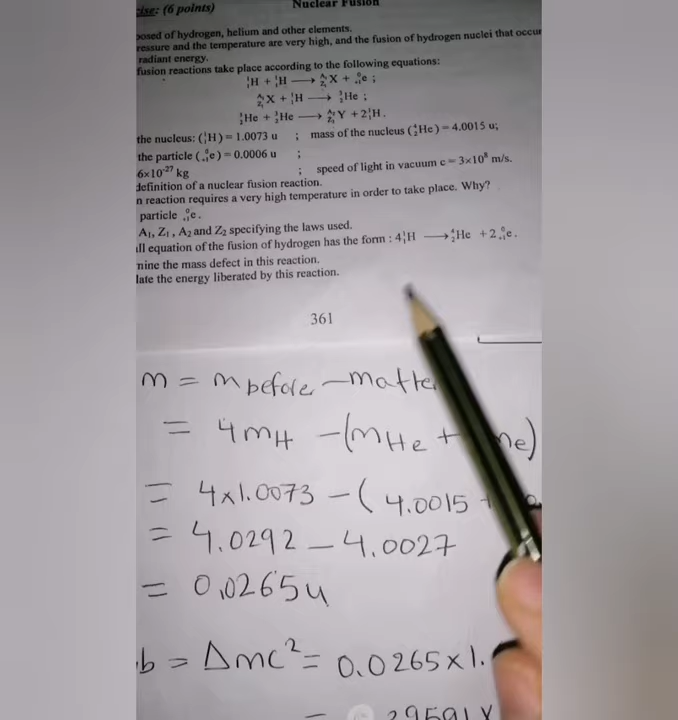 cise: (6 points)
Nuclear Fusion
posed of hydrogen, helium and other elements.
ressure and the temperature are very high, and the fusion of hydrogen nuclei that occur
radiant energy.
fusion reactions take place according to the following equations:
¹₁H + ¹₁H ⟶ ᴬ¹Z₁X + ⁰₊₁e ;
ᴬ¹Z₁X + ¹₁H ⟶ ³₂He ;
³₂He + ³₂He ⟶ ᴬ²Z₂Y + 2¹₁H.
the nucleus: (¹₁H) = 1.0073 u ; mass of the nucleus (⁴₂He) = 4.0015 u;
the particle (⁰₊₁e) = 0.0006 u ;
6×10⁻²⁷ kg ; speed of light in vacuum c = 3×10⁸ m/s.
definition of a nuclear fusion reaction.
n reaction requires a very high temperature in order to take place. Why?
particle ⁰₊₁e.
A₁, Z₁, A₂ and Z₂ specifying the laws used.
all equation of the fusion of hydrogen has the form : 4¹₁H ⟶ ⁴₂He + 2⁰₊₁e.
mine the mass defect in this reaction.
late the energy liberated by this reaction.
361
m = m before - m atte
= 4mH - (mHe + me)
= 4×1.0073 - ( 4.0015 +
= 4.0292 - 4.0027
= 0.0265u
b = Δmc² = 0.0265×1.